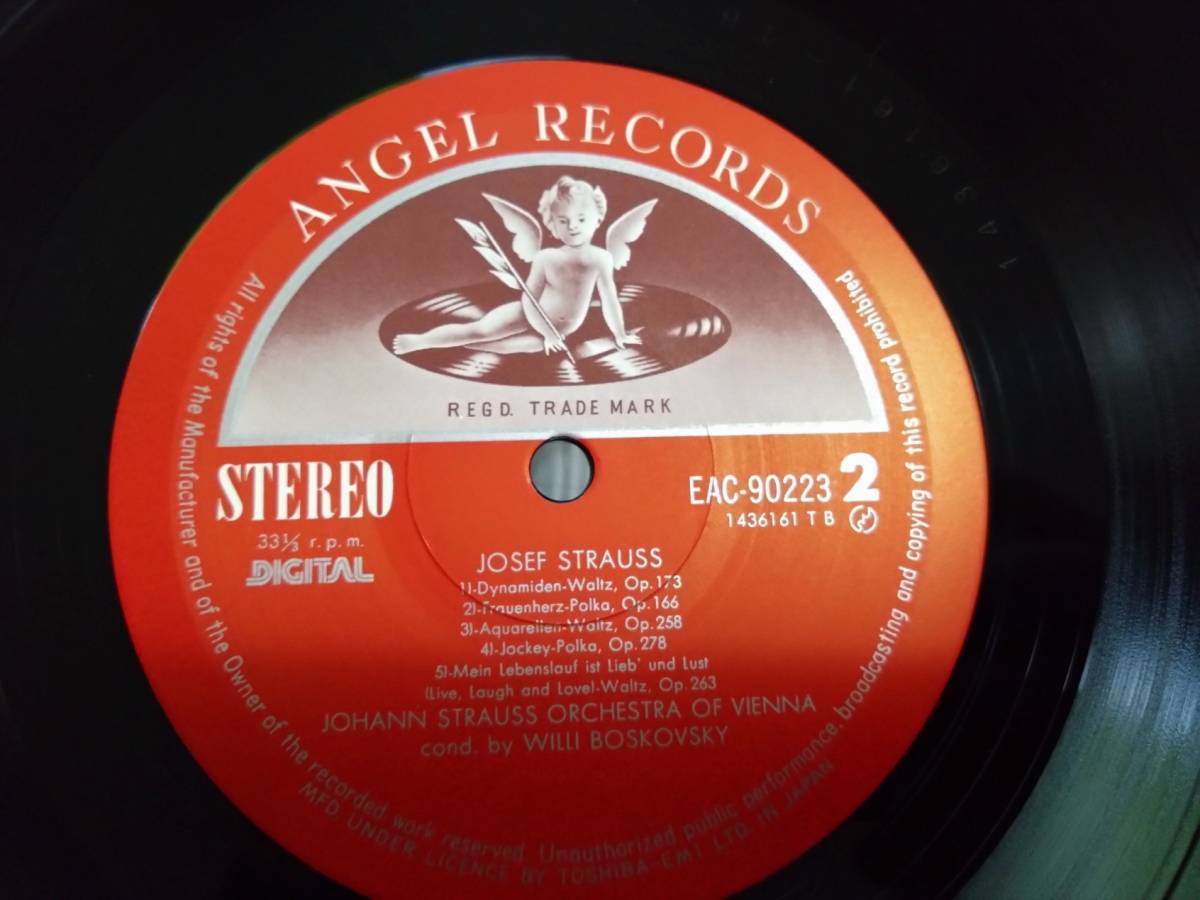 ANGEL RECORDS
REGD. TRADE MARK
STEREO
33⅓ r.p.m.
DIGITAL
EAC-90223 2
1436161 T B
JOSEF STRAUSS
1)-Dynamiden-Waltz, Op.173
2)-Frauenherz-Polka, Op.166
3)-Aquarellen-Waltz, Op.258
4)-Jockey-Polka, Op.278
5)-Mein Lebenslauf ist Lieb' und Lust
(Live, Laugh and Love)-Waltz, Op.263
JOHANN STRAUSS ORCHESTRA OF VIENNA
cond. by WILLI BOSKOVSKY
All rights of the Manufacturer and of the Owner of the recorded work reserved. Unauthorized public performance, broadcasting and copying of this record prohibited
MFD UNDER LICENCE BY TOSHIBA-EMI LTD. IN JAPAN